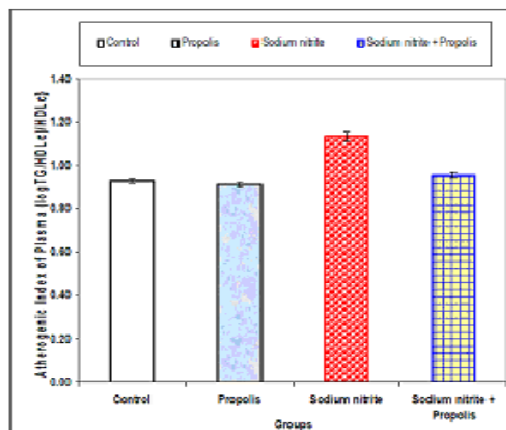 Control Propolis Sodium nitrite Sodium nitrite + Propolis
Atherogenic Index of Plasma [log TG/HDLc]/HDLc]
1.40
1.20
1.00
0.80
0.60
0.40
0.20
0.00
Control Propolis Sodium nitrite Sodium nitrite +
Propolis
Groups